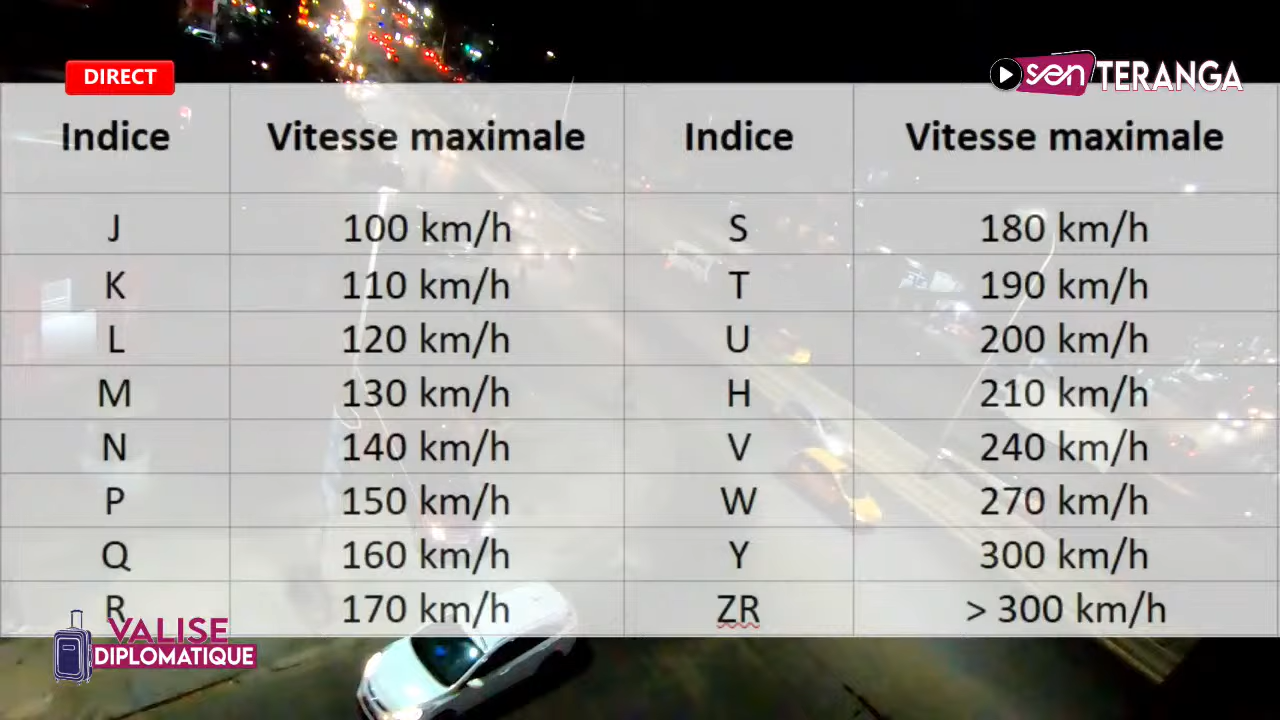 DIRECT
sen TERANGA
Indice Vitesse maximale Indice Vitesse maximale
J 100 km/h S 180 km/h
K 110 km/h T 190 km/h
L 120 km/h U 200 km/h
M 130 km/h H 210 km/h
N 140 km/h V 240 km/h
P 150 km/h W 270 km/h
Q 160 km/h Y 300 km/h
R 170 km/h ZR > 300 km/h
VALISE
DIPLOMATIQUE